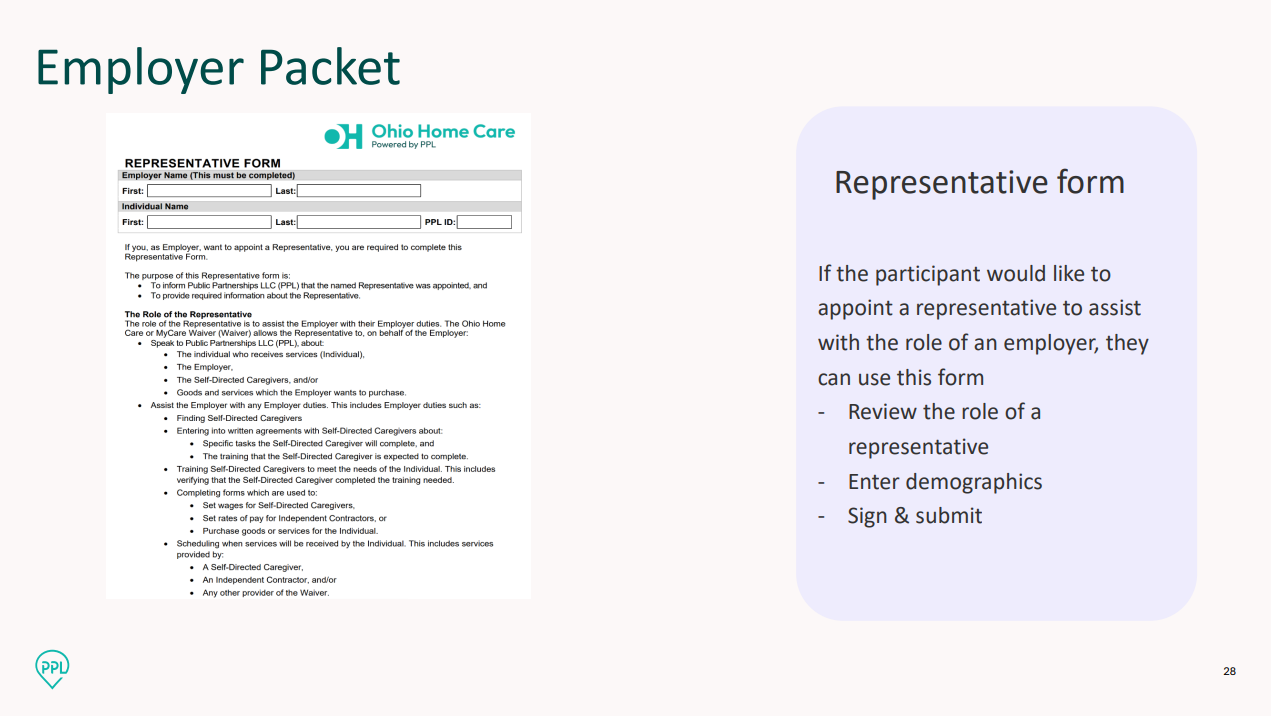 Employer Packet
OH Ohio Home Care
Powered by PPL
REPRESENTATIVE FORM
Employer Name (This must be completed)
First: Last:
Individual Name
First: Last: PPL ID:
If you, as Employer, want to appoint a Representative, you are required to complete this
Representative Form.
The purpose of this Representative form is:
• To inform Public Partnerships LLC (PPL) that the named Representative was appointed, and
• To provide required information about the Representative.
The Role of the Representative
The role of the Representative is to assist the Employer with their Employer duties. The Ohio Home
Care or MyCare Waiver (Waiver) allows the Representative to, on behalf of the Employer:
• Speak to Public Partnerships LLC (PPL), about:
• The individual who receives services (Individual),
• The Employer,
• The Self-Directed Caregivers, and/or
• Goods and services which the Employer wants to purchase.
• Assist the Employer with any Employer duties. This includes Employer duties such as:
• Finding Self-Directed Caregivers
• Entering into written agreements with Self-Directed Caregivers about:
• Specific tasks the Self-Directed Caregiver will complete, and
• The training that the Self-Directed Caregiver is expected to complete.
• Training Self-Directed Caregivers to meet the needs of the Individual. This includes
verifying that the Self-Directed Caregiver completed the training needed.
• Completing forms which are used to:
• Set wages for Self-Directed Caregivers,
• Set rates of pay for Independent Contractors, or
• Purchase goods or services for the Individual.
• Scheduling when services will be received by the Individual. This includes services
provided by:
• A Self-Directed Caregiver,
• An Independent Contractor, and/or
• Any other provider of the Waiver.
Representative form
If the participant would like to
appoint a representative to assist
with the role of an employer, they
can use this form
- Review the role of a
representative
- Enter demographics
- Sign & submit
PPL
28